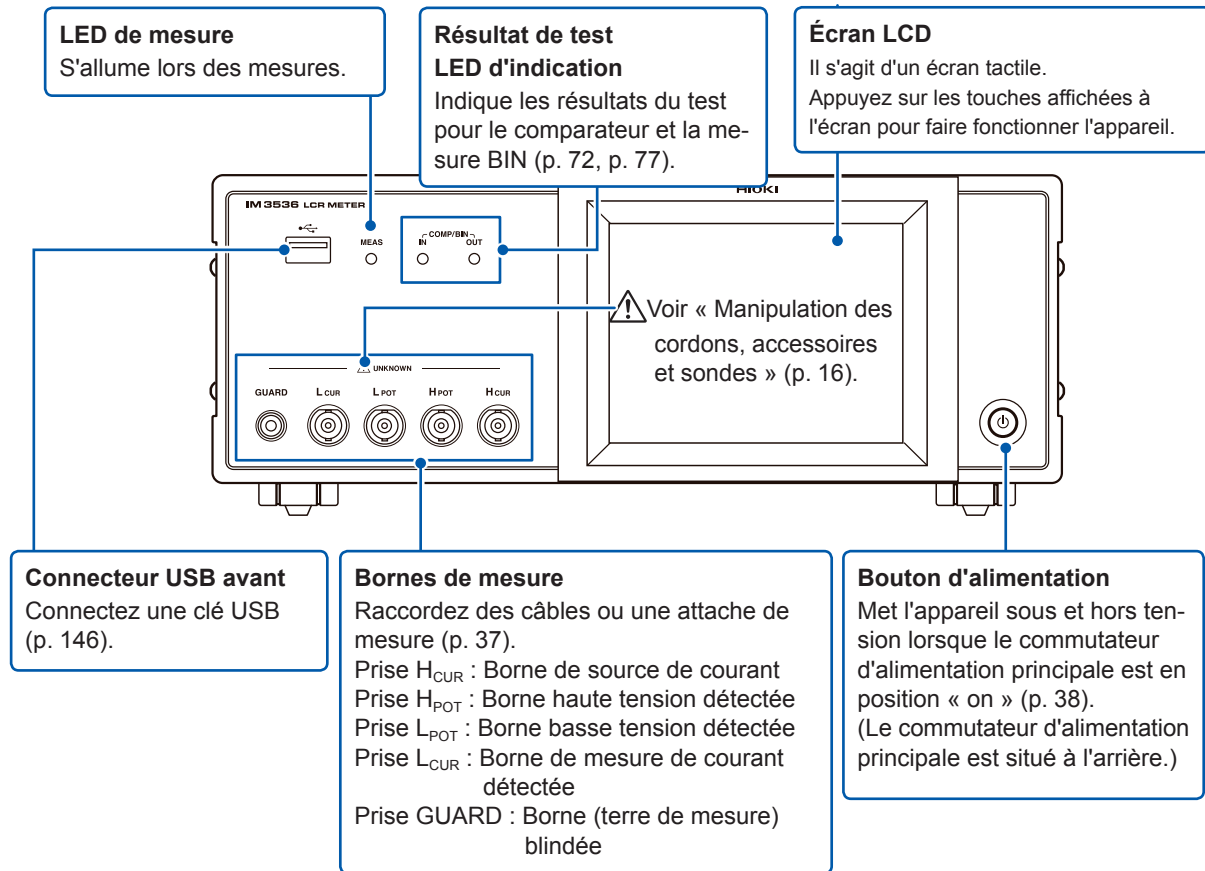 LED de mesure
S'allume lors des mesures.
Résultat de test
LED d'indication
Indique les résultats du test
pour le comparateur et la me-
sure BIN (p. 72, p. 77).
Écran LCD
Il s'agit d'un écran tactile.
Appuyez sur les touches affichées à
l'écran pour faire fonctionner l'appareil.
HIOKI
IM 3536 LCR METER
MEAS
COMP/BIN
IN OUT
Voir « Manipulation des
cordons, accessoires
et sondes » (p. 16).
UNKNOWN
GUARD LCUR LPOT HPOT HCUR
Connecteur USB avant
Connectez une clé USB
(p. 146).
Bornes de mesure
Raccordez des câbles ou une attache de
mesure (p. 37).
Prise HCUR : Borne de source de courant
Prise HPOT : Borne haute tension détectée
Prise LPOT : Borne basse tension détectée
Prise LCUR : Borne de mesure de courant
détectée
Prise GUARD : Borne (terre de mesure)
blindée
Bouton d'alimentation
Met l'appareil sous et hors ten-
sion lorsque le commutateur
d'alimentation principale est en
position « on » (p. 38).
(Le commutateur d'alimentation
principale est situé à l'arrière.)